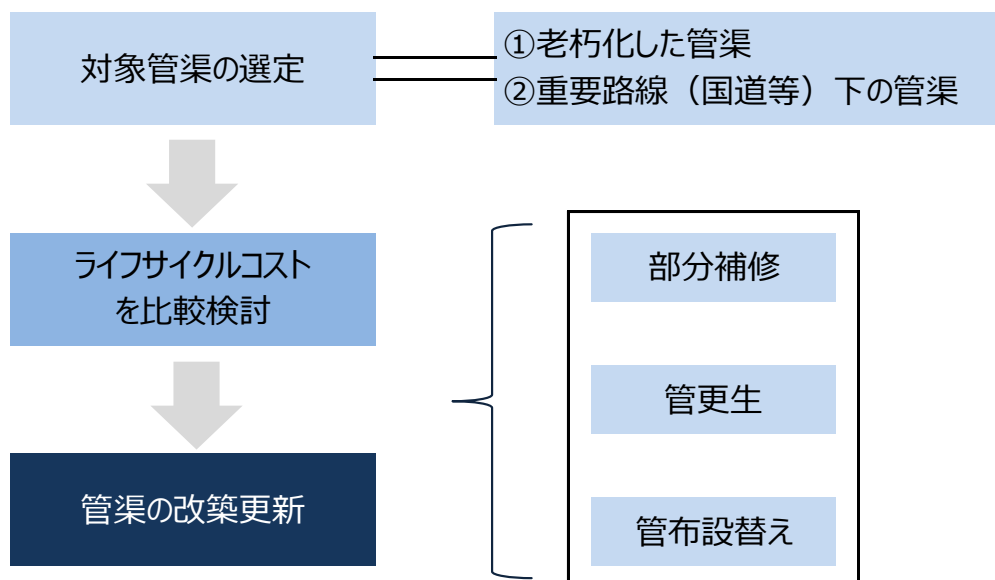 対象管渠の選定
①老朽化した管渠
②重要路線（国道等）下の管渠
ライフサイクルコスト
を比較検討
部分補修
管更生
管渠の改築更新
管布設替え